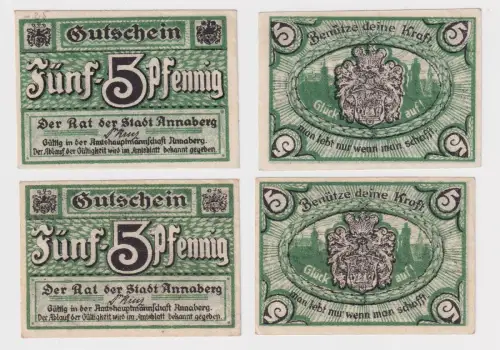 Gutschein
Fünf-5 Pfennig
Der Rat der Stadt Annaberg
Gültig in der Amtshauptmannschaft Annaberg.
Der Ablauf der Gültigkeit wird im Amtsblatt bekannt gegeben.
5 Benütze deine Kraft, 5
Glück auf!
5 man lebt nur wenn man schafft 5
Gutschein
Fünf-5 Pfennig
Der Rat der Stadt Annaberg
Gültig in der Amtshauptmannschaft Annaberg.
Der Ablauf der Gültigkeit wird im Amtsblatt bekannt gegeben.
5 Benütze deine Kraft, 5
Glück auf!
5 man lebt nur wenn man schafft 5